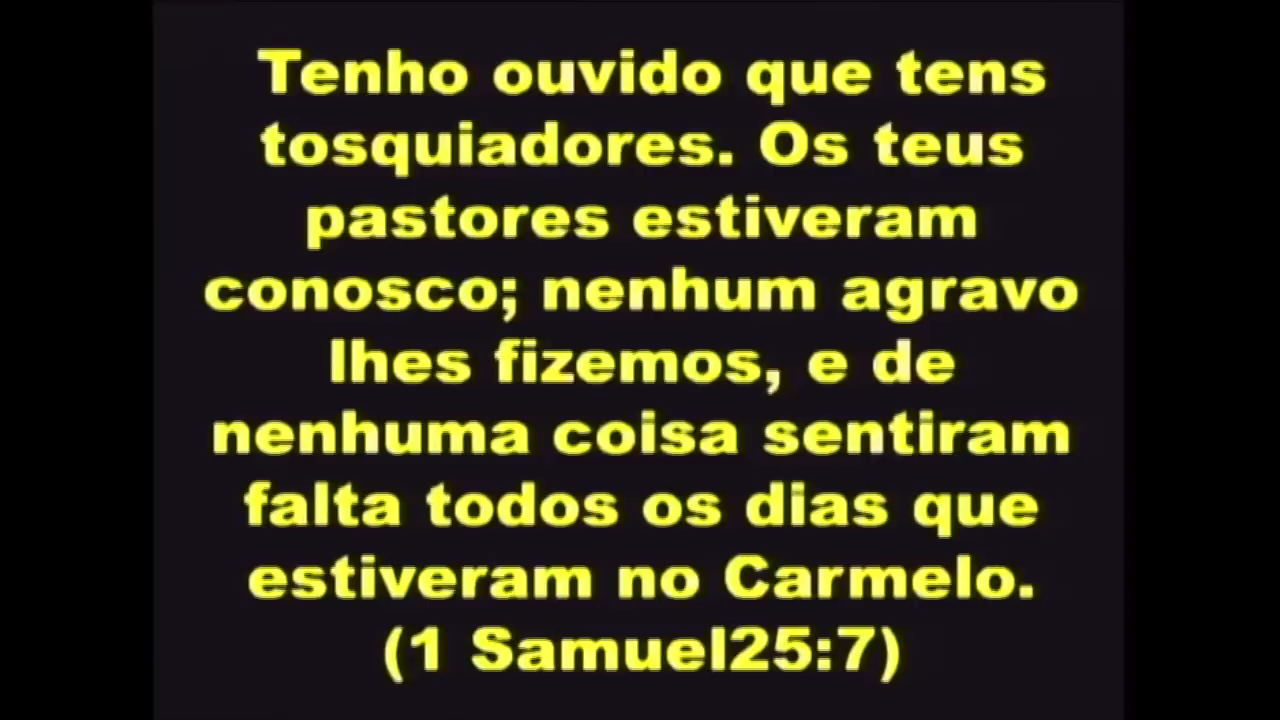 Tenho ouvido que tens
tosquiadores. Os teus
pastores estiveram
conosco; nenhum agravo
lhes fizemos, e de
nenhuma coisa sentiram
falta todos os dias que
estiveram no Carmelo.
(1 Samuel25:7)